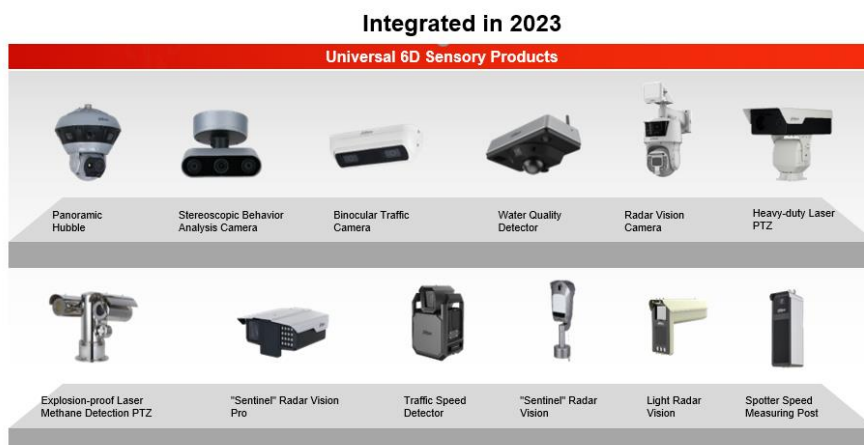 Integrated in 2023
Universal 6D Sensory Products
Panoramic
Hubble
Stereoscopic Behavior
Analysis Camera
Binocular Traffic
Camera
Water Quality
Detector
Radar Vision
Camera
Heavy-duty Laser
PTZ
Explosion-proof Laser
Methane Detection PTZ
"Sentinel" Radar Vision
Pro
Traffic Speed
Detector
"Sentinel" Radar
Vision
Light Radar
Vision
Spotter Speed
Measuring Post